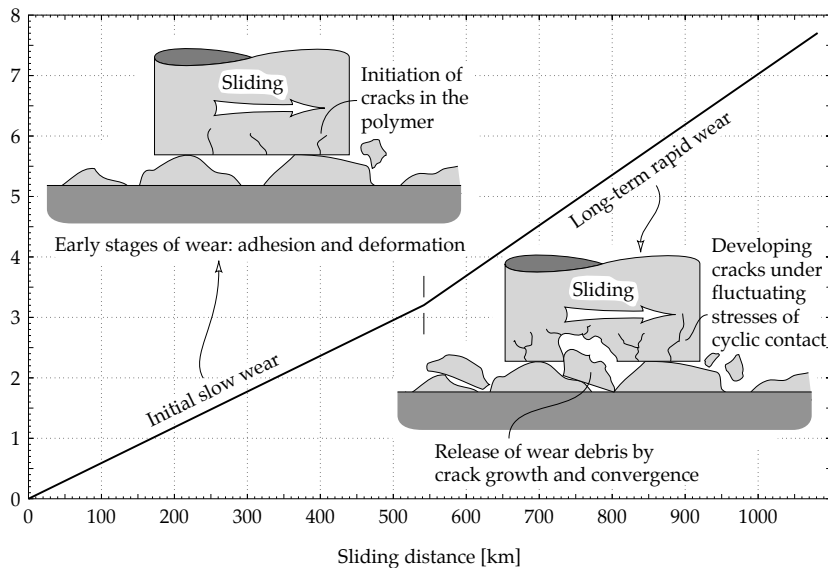 8
7
6
5
4
3
2
1
0
Sliding
Initiation of
cracks in the
polymer
Early stages of wear: adhesion and deformation
Initial slow wear
Long-term rapid wear
Developing
cracks under
fluctuating
stresses of
cyclic contact
Sliding
Release of wear debris by
crack growth and convergence
0 100 200 300 400 500 600 700 800 900 1000
Sliding distance [km]